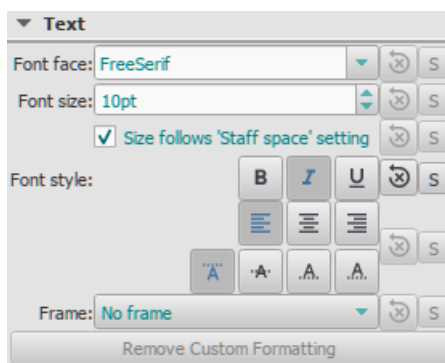 Text
Font face: FreeSerif S
Font size: 10pt S
Size follows 'Staff space' setting S
Font style: B I U S
S
A A A A
Frame: No frame S
Remove Custom Formatting